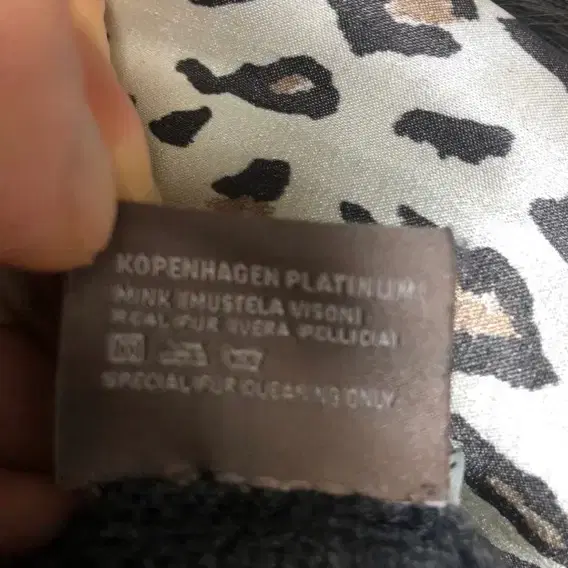 KOPENHAGEN PLATINUM
MINK (MUSTELA VISON)
REAL FUR (VERA PELLICIA)
SPECIAL FUR CLEANING ONLY